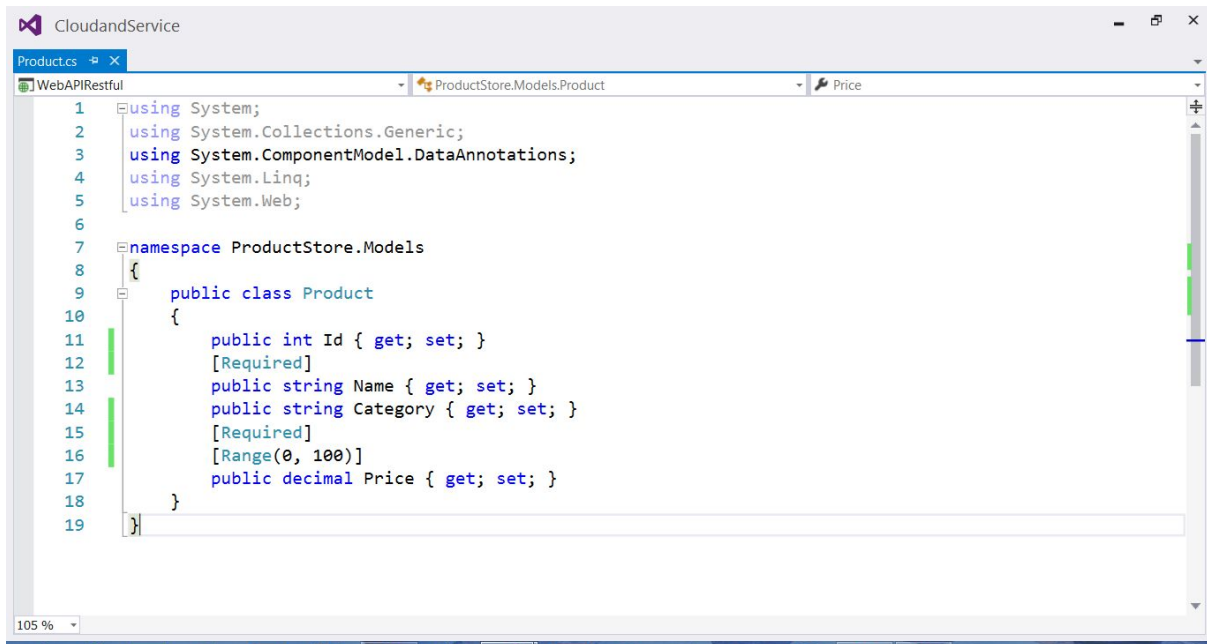 CloudandService
Product.cs
WebAPIRestful ProductStore.Models.Product Price
1 using System;
2 using System.Collections.Generic;
3 using System.ComponentModel.DataAnnotations;
4 using System.Linq;
5 using System.Web;
6
7 namespace ProductStore.Models
8 {
9 public class Product
10 {
11 public int Id { get; set; }
12 [Required]
13 public string Name { get; set; }
14 public string Category { get; set; }
15 [Required]
16 [Range(0, 100)]
17 public decimal Price { get; set; }
18 }
19 }
105 %